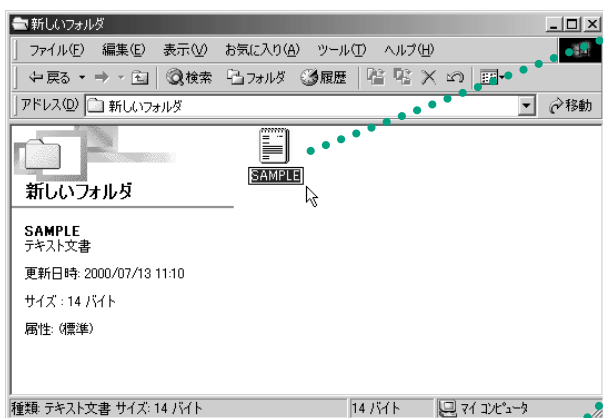 新しいフォルダ
ファイル(F) 編集(E) 表示(V) お気に入り(A) ツール(T) ヘルプ(H)
戻る 検索 フォルダ 履歴
アドレス(D) 新しいフォルダ 移動
新しいフォルダ
SAMPLE
テキスト文書
更新日時: 2000/07/13 11:10
サイズ : 14 バイト
属性: (標準)
SAMPLE
種類: テキスト文書 サイズ: 14 バイト 14 バイト マイ コンピュータ